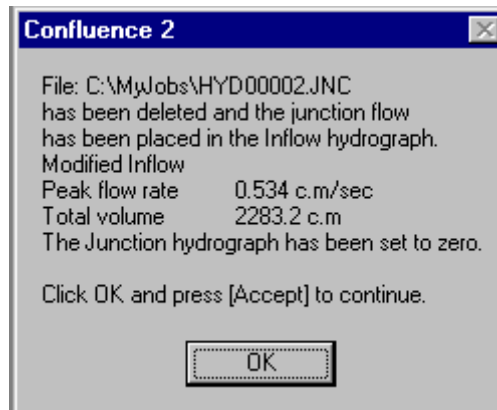 Confluence 2
File: C:\MyJobs\HYD00002.JNC
has been deleted and the junction flow
has been placed in the Inflow hydrograph.
Modified Inflow
Peak flow rate 0.534 c.m/sec
Total volume 2283.2 c.m
The Junction hydrograph has been set to zero.
Click OK and press [Accept] to continue.
OK